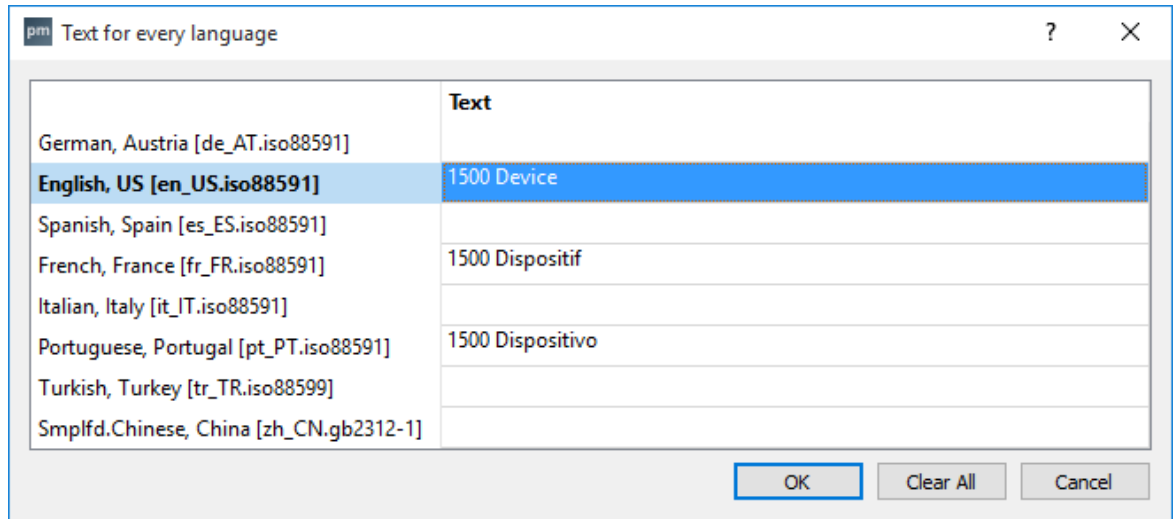 pm Text for every language ?
Text
German, Austria [de_AT.iso88591]
English, US [en_US.iso88591] 1500 Device
Spanish, Spain [es_ES.iso88591]
French, France [fr_FR.iso88591] 1500 Dispositif
Italian, Italy [it_IT.iso88591]
Portuguese, Portugal [pt_PT.iso88591] 1500 Dispositivo
Turkish, Turkey [tr_TR.iso88599]
Smplfd.Chinese, China [zh_CN.gb2312-1]
OK Clear All Cancel